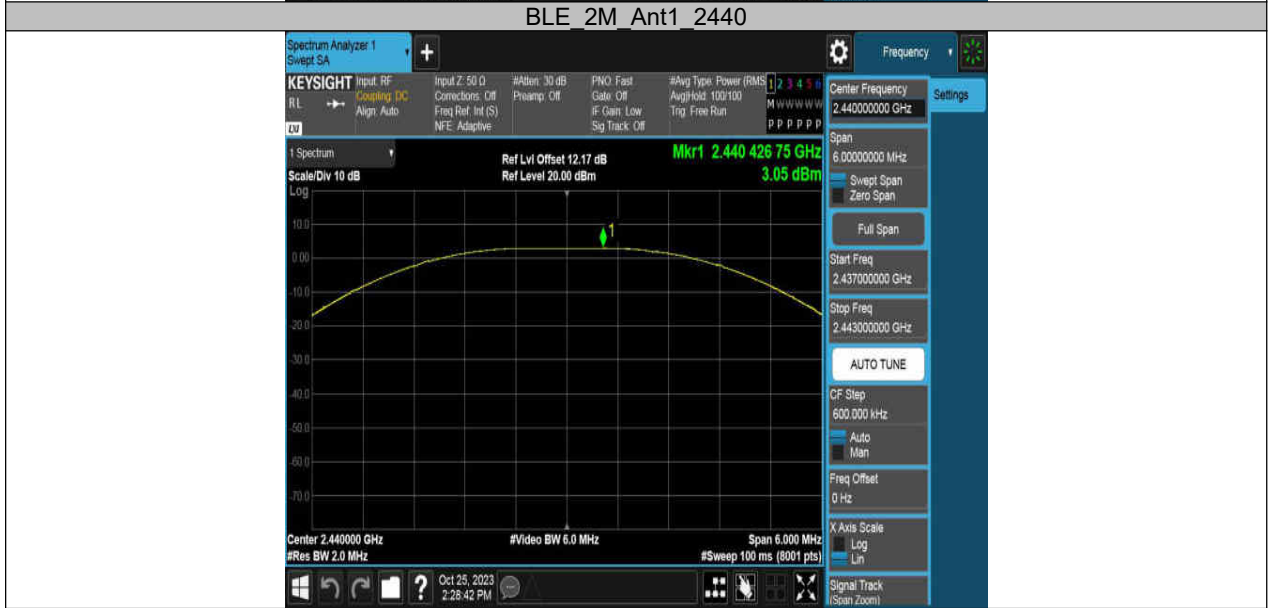 BLE_2M_Ant1_2440
Spectrum Analyzer 1
Swept SA
+
Frequency
KEYSIGHT
RL
LXI
Input: RF
Coupling: DC
Align: Auto
Input Z: 50 Ω
Corrections: Off
Freq Ref: Int (S)
NFE: Adaptive
#Atten: 30 dB
Preamp: Off
PNO: Fast
Gate: Off
IF Gain: Low
Sig Track: Off
#Avg Type: Power (RMS
Avg|Hold: 100/100
Trig: Free Run
1 2 3 4 5 6
M W W W W W
P P P P P P
Center Frequency
2.440000000 GHz
Settings
Span
6.00000000 MHz
Swept Span
Zero Span
Full Span
Start Freq
2.437000000 GHz
Stop Freq
2.443000000 GHz
AUTO TUNE
CF Step
600.000 kHz
Auto
Man
Freq Offset
0 Hz
X Axis Scale
Log
Lin
Signal Track
(Span Zoom)
1 Spectrum
Scale/Div 10 dB
Log
Ref Lvl Offset 12.17 dB
Ref Level 20.00 dBm
Mkr1 2.440 426 75 GHz
3.05 dBm
1
10.0
0.00
-10.0
-20.0
-30.0
-40.0
-50.0
-60.0
-70.0
Center 2.440000 GHz
#Res BW 2.0 MHz
#Video BW 6.0 MHz
Span 6.000 MHz
#Sweep 100 ms (8001 pts)
?
Oct 25, 2023
2:28:42 PM